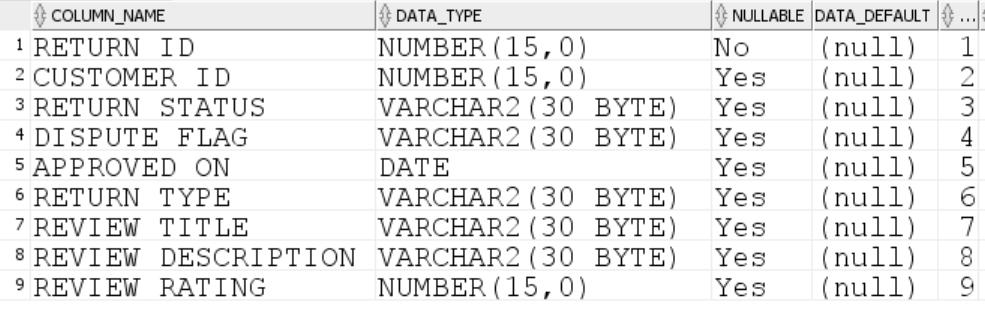 COLUMN_NAME DATA_TYPE NULLABLE DATA_DEFAULT ...
1 RETURN ID NUMBER(15,0) No (null) 1
2 CUSTOMER ID NUMBER(15,0) Yes (null) 2
3 RETURN STATUS VARCHAR2(30 BYTE) Yes (null) 3
4 DISPUTE FLAG VARCHAR2(30 BYTE) Yes (null) 4
5 APPROVED ON DATE Yes (null) 5
6 RETURN TYPE VARCHAR2(30 BYTE) Yes (null) 6
7 REVIEW TITLE VARCHAR2(30 BYTE) Yes (null) 7
8 REVIEW DESCRIPTION VARCHAR2(30 BYTE) Yes (null) 8
9 REVIEW RATING NUMBER(15,0) Yes (null) 9